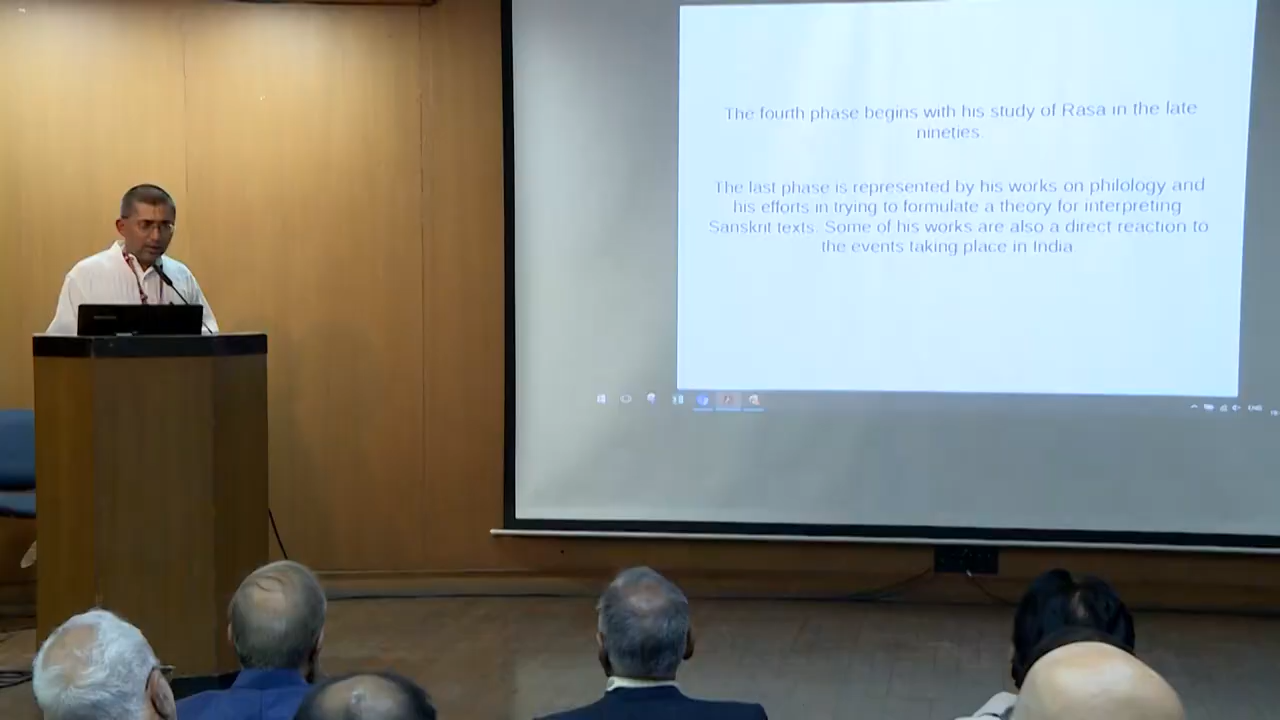 The fourth phase begins with his study of Rasa in the late
nineties.
The last phase is represented by his works on philology and
his efforts in trying to formulate a theory for interpreting
Sanskrit texts. Some of his works are also a direct reaction to
the events taking place in India
ENG